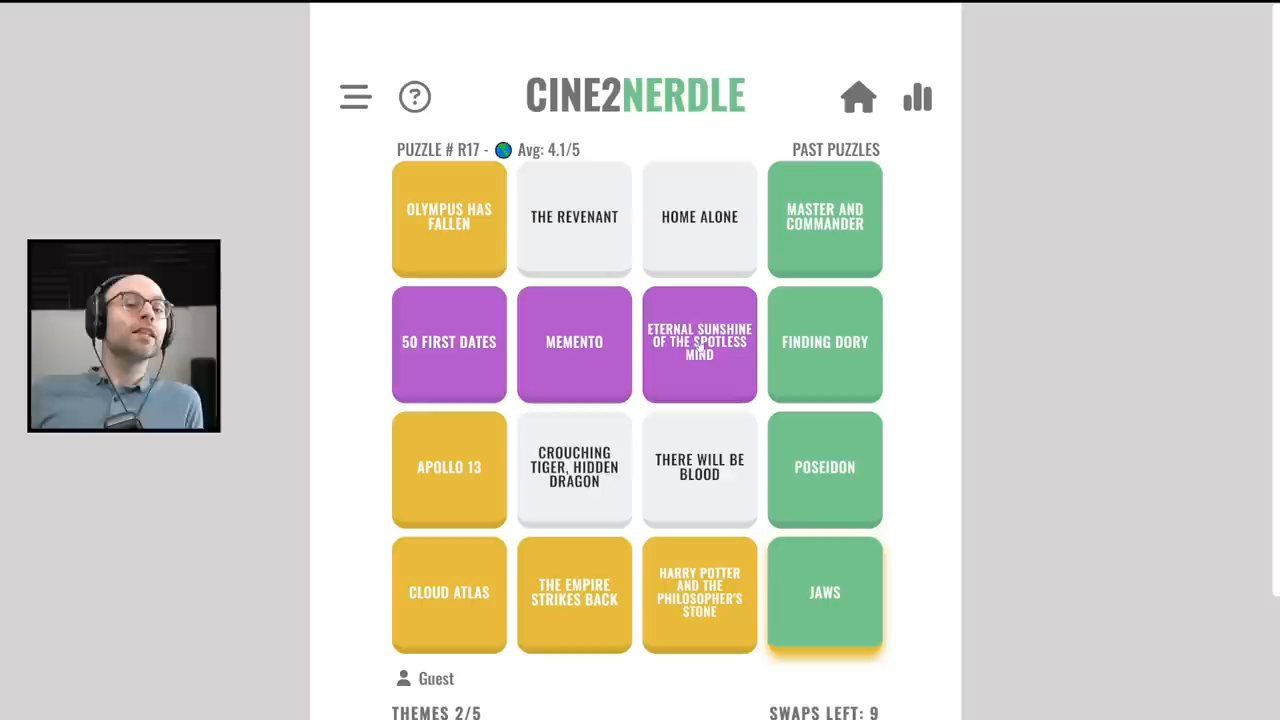 CINE2NERDLE
PUZZLE # R17 - Avg: 4.1/5
PAST PUZZLES
OLYMPUS HAS
FALLEN
THE REVENANT
HOME ALONE
MASTER AND
COMMANDER
50 FIRST DATES
MEMENTO
ETERNAL SUNSHINE
OF THE SPOTLESS
MIND
FINDING DORY
APOLLO 13
CROUCHING
TIGER, HIDDEN
DRAGON
THERE WILL BE
BLOOD
POSEIDON
CLOUD ATLAS
THE EMPIRE
STRIKES BACK
HARRY POTTER
AND THE
PHILOSOPHER'S
STONE
JAWS
Guest
THEMES 2/5
SWAPS LEFT: 9